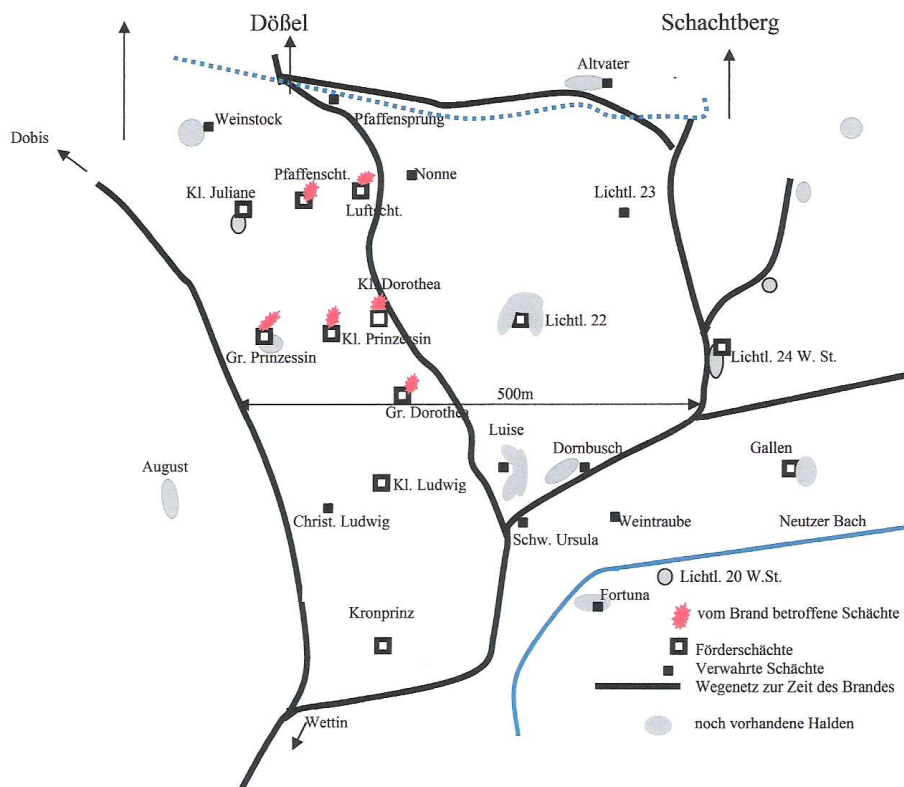 Dößel
Schachtberg
Altvater
Weinstock
Pfaffensprung
Dobis
Pfaffenscht.
Nonne
Kl. Juliane
Luftscht.
Lichtl. 23
Kl. Dorothea
Lichtl. 22
Kl. Prinzessin
Gr. Prinzessin
Lichtl. 24 W. St.
500m
Gr. Dorothea
Luise
Dornbusch
Gallen
August
Kl. Ludwig
Christ. Ludwig
Weintraube
Neutzer Bach
Schw. Ursula
Lichtl. 20 W.St.
Fortuna
vom Brand betroffene Schächte
Kronprinz
Förderschächte
Verwahrte Schächte
Wegenetz zur Zeit des Brandes
Wettin
noch vorhandene Halden